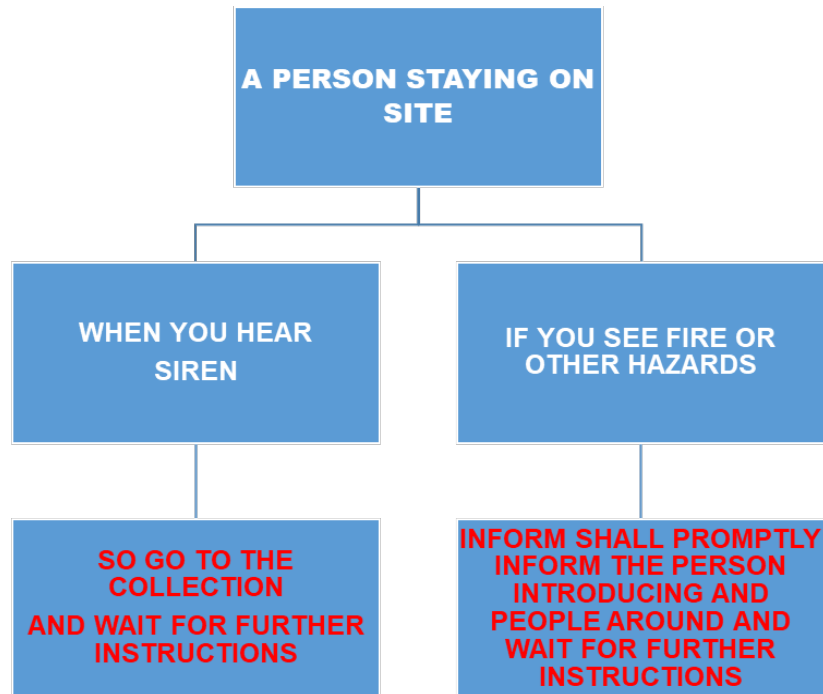 A PERSON STAYING ON
SITE
WHEN YOU HEAR
SIREN
IF YOU SEE FIRE OR
OTHER HAZARDS
SO GO TO THE
COLLECTION
AND WAIT FOR FURTHER
INSTRUCTIONS
INFORM SHALL PROMPTLY
INFORM THE PERSON
INTRODUCING AND
PEOPLE AROUND AND
WAIT FOR FURTHER
INSTRUCTIONS